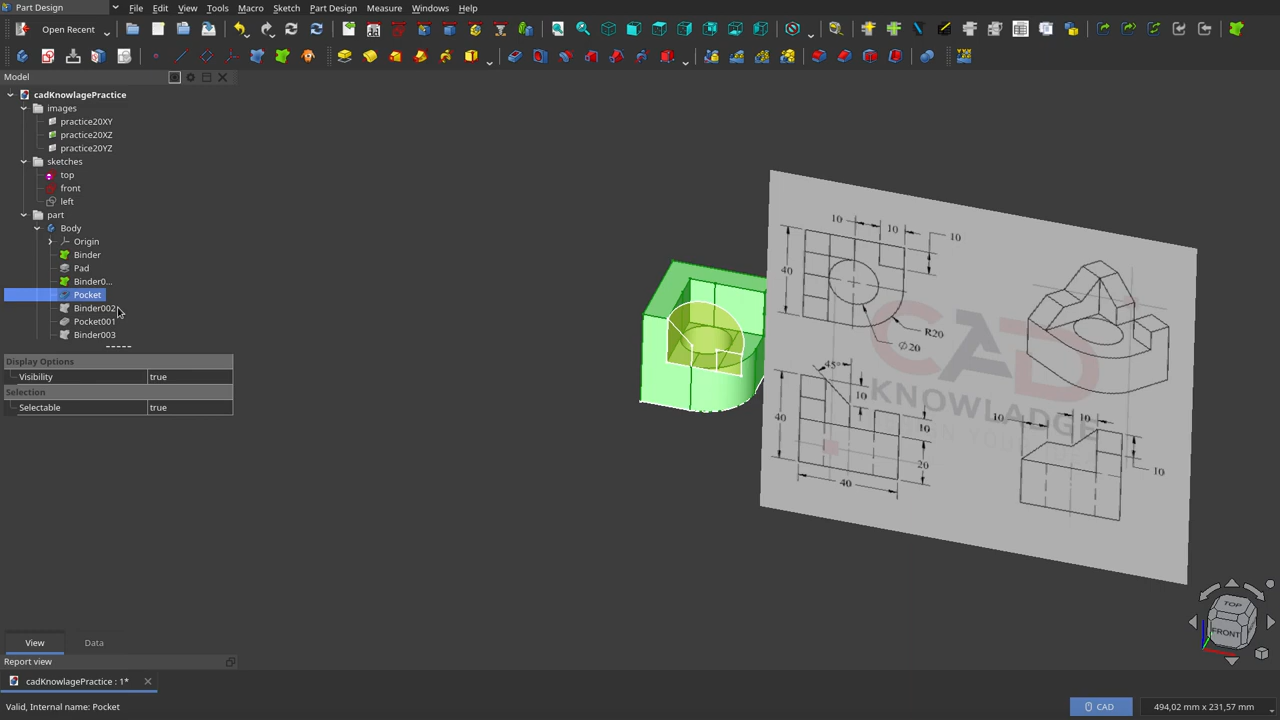 Part Design File Edit View Tools Macro Sketch Part Design Measure Windows Help
Open Recent
Model
cadKnowlagePractice
images
practice20XY
practice20XZ
practice20YZ
sketches
top
front
left
part
Body
Origin
Binder
Pad
Binder0...
Pocket
Binder002
Pocket001
Binder003
Display Options
Visibility true
Selection
Selectable true
View Data
Report view
cadKnowlagePractice : 1*
Valid, Internal name: Pocket
CAD 494,02 mm x 231,57 mm
10 10 10
40
R20
Ø20
CAD
KNOWLADGE
45°
10
40
10
20
40
10 10
10
TOP
FRONT